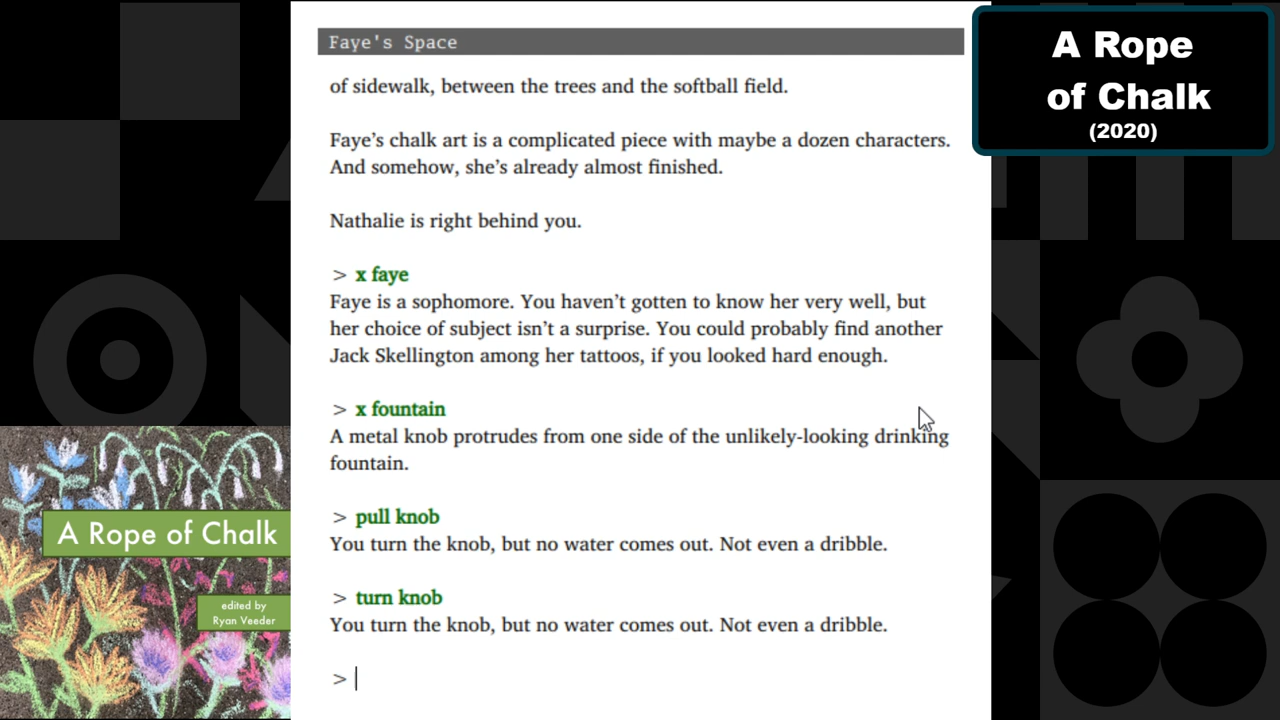 Faye's Space
of sidewalk, between the trees and the softball field.
Faye’s chalk art is a complicated piece with maybe a dozen characters.
And somehow, she’s already almost finished.
Nathalie is right behind you.
> x faye
Faye is a sophomore. You haven’t gotten to know her very well, but
her choice of subject isn’t a surprise. You could probably find another
Jack Skellington among her tattoos, if you looked hard enough.
> x fountain
A metal knob protrudes from one side of the unlikely-looking drinking
fountain.
> pull knob
You turn the knob, but no water comes out. Not even a dribble.
> turn knob
You turn the knob, but no water comes out. Not even a dribble.
>
A Rope
of Chalk
(2020)
A Rope of Chalk
edited by
Ryan Veeder